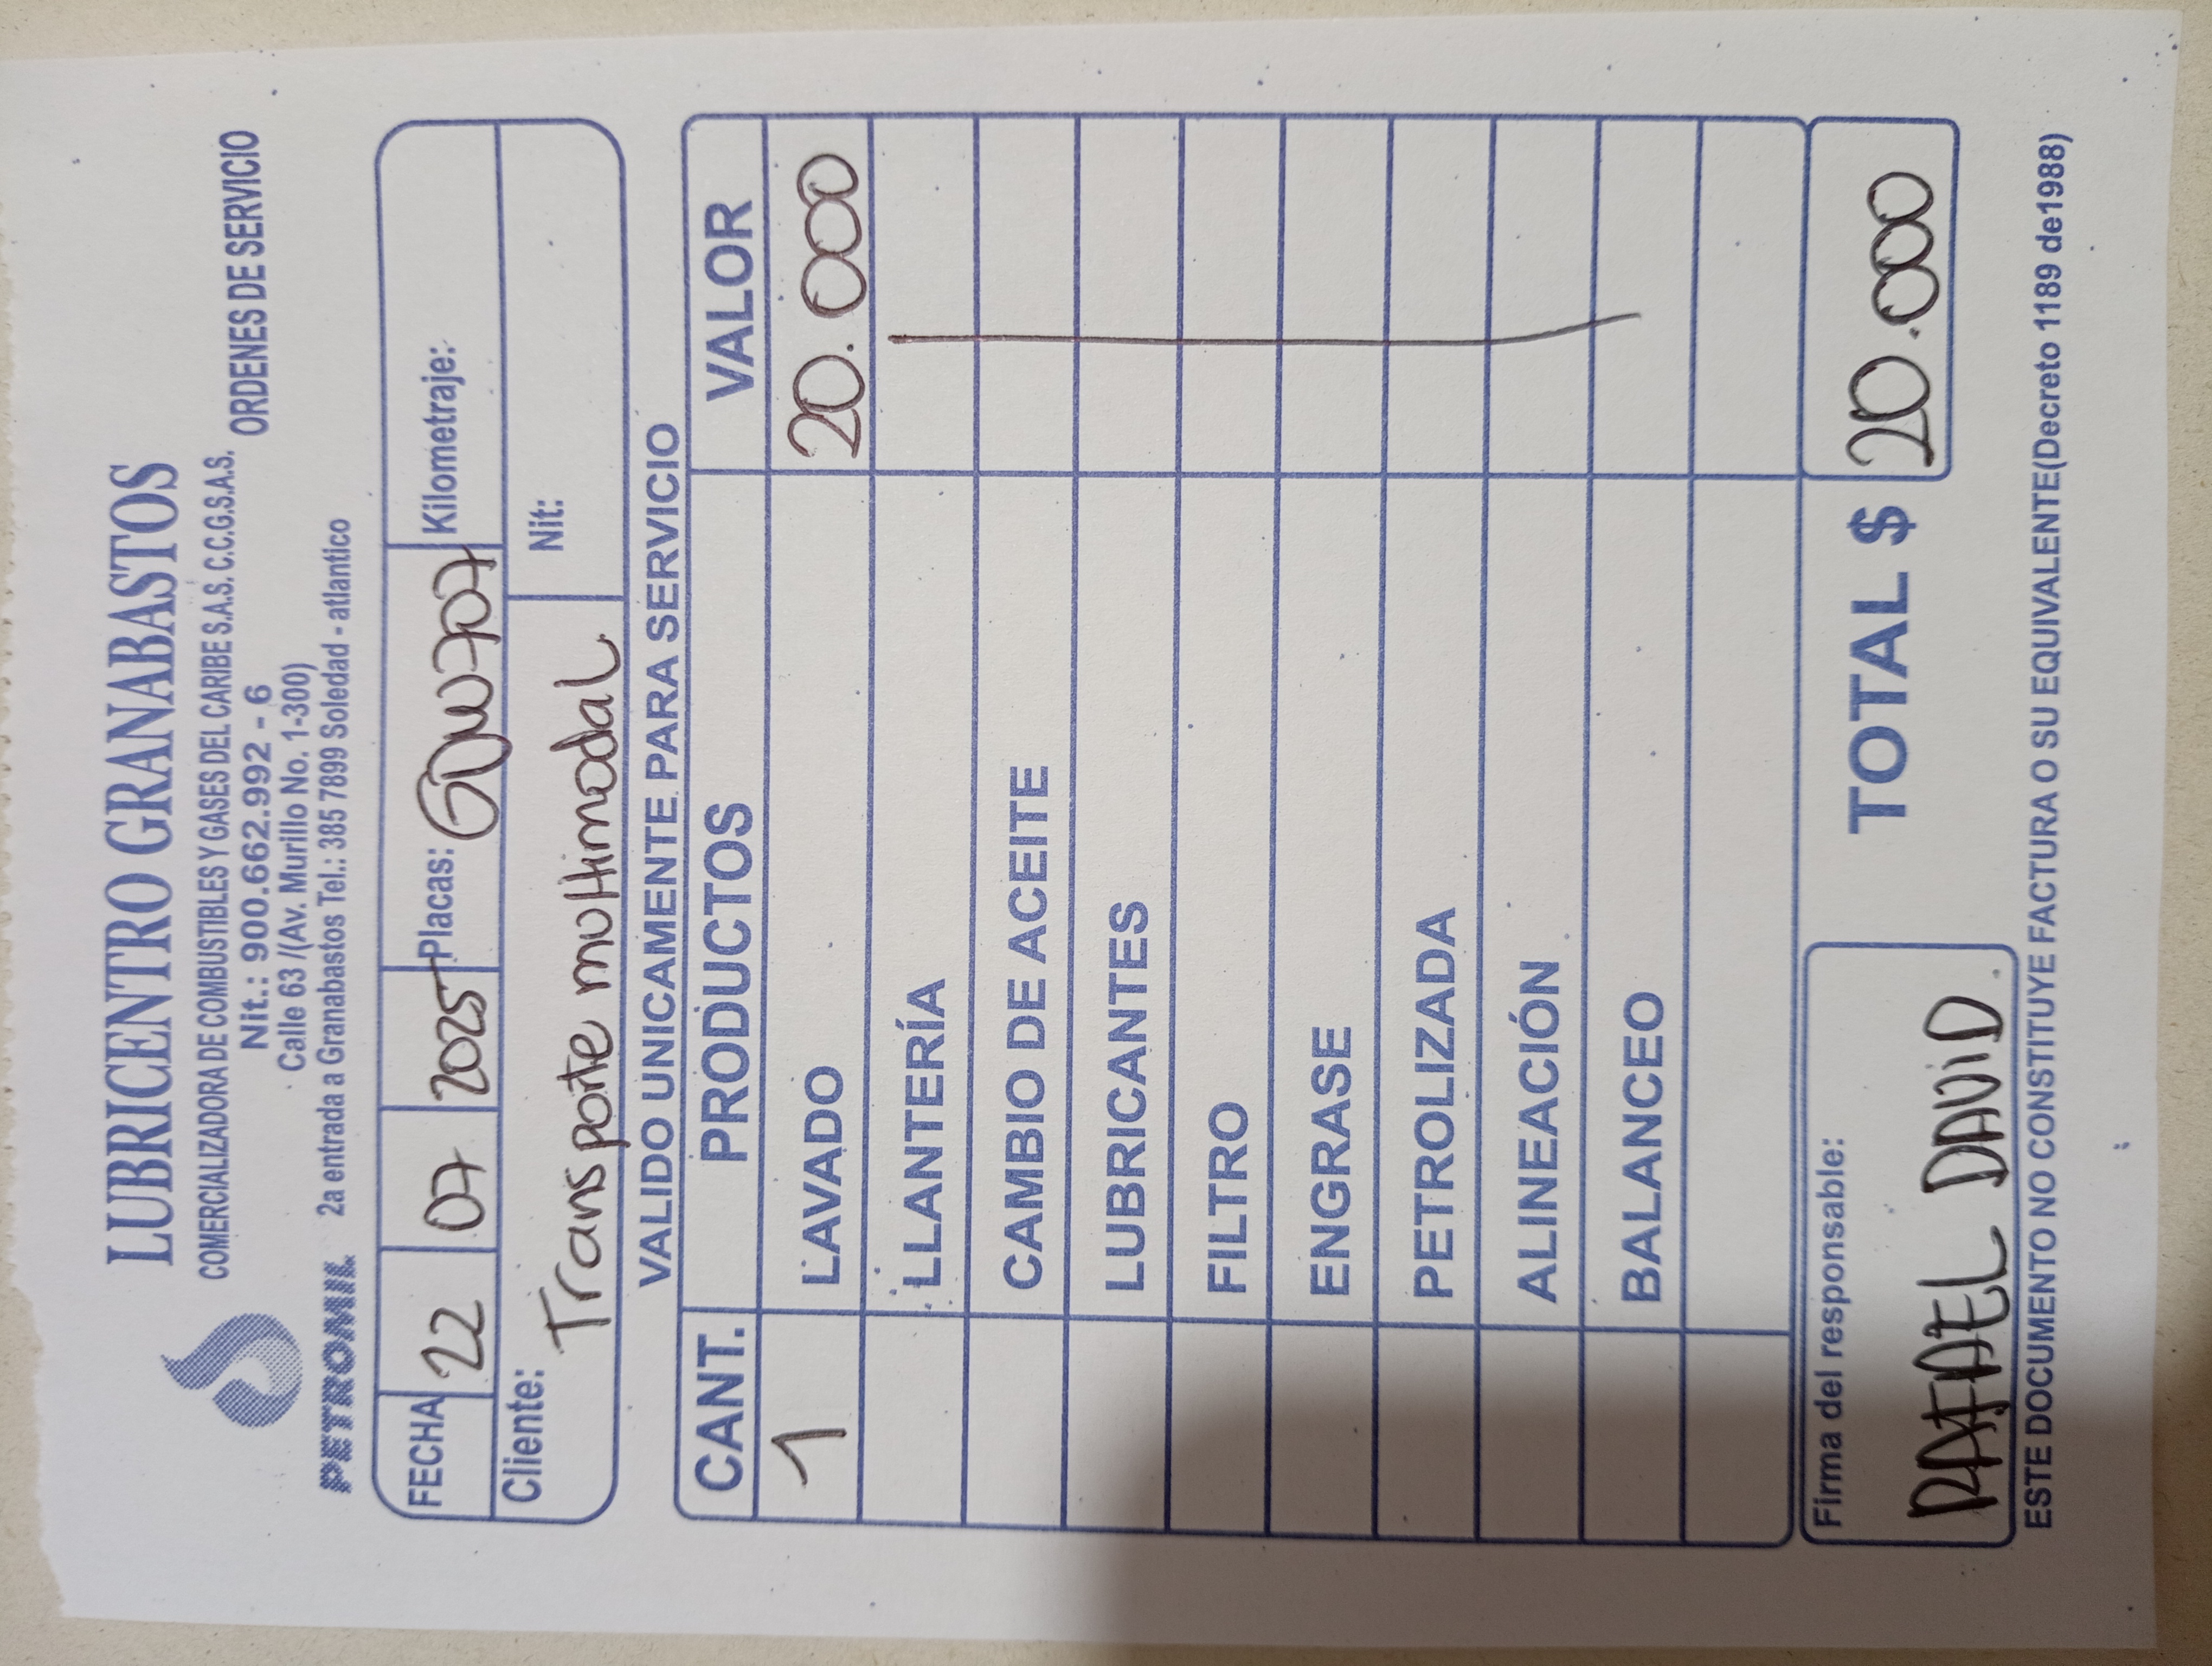 LUBRICENTRO GRANABASTOS
COMERCIALIZADORA DE COMBUSTIBLES Y GASES DEL CARIBE S.A.S. C.C.G.S.A.S.
Nit.: 900.662.992 - 6
ORDENES DE SERVICIO
Calle 63 /(Av. Murillo No. 1-300)
PETROMIL 2a entrada a Granabastos Tel.: 385 7899 Soledad - atlantico
FECHA 22 07 2025 Placas: GUW707 Kilometraje:
Cliente: Transporte multimodal Nit:
VALIDO UNICAMENTE PARA SERVICIO
CANT. PRODUCTOS VALOR
1 LAVADO 20.000
LLANTERÍA
CAMBIO DE ACEITE
LUBRICANTES
FILTRO
ENGRASE
PETROLIZADA
ALINEACIÓN
BALANCEO
Firma del responsable: TOTAL $ 20.000
RAFAEL DAVID
ESTE DOCUMENTO NO CONSTITUYE FACTURA O SU EQUIVALENTE(Decreto 1189 de1988)